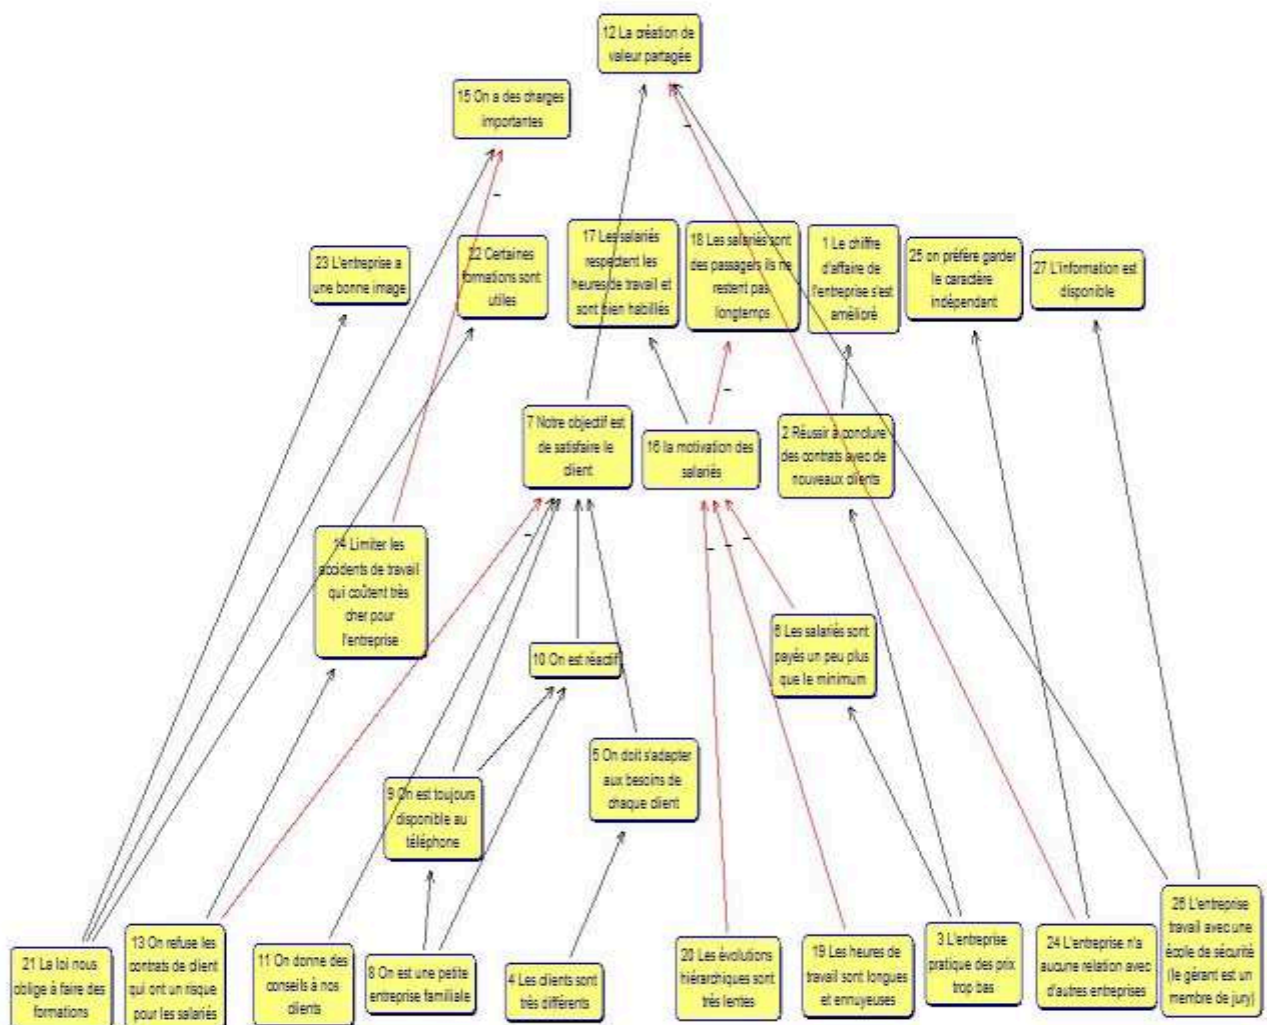 12 La création de
valeur partagée
15 On a des charges
importantes
23 L'entreprise a
une bonne image
22 Certaines
formations sont
utiles
17 Les salariés
respectent les
heures de travail et
sont bien habillés
18 Les salariés sont
des passagers ils ne
restent pas
longtemps
1 Le chiffre
d'affaire de
l'entreprise s'est
amélioré
25 on préfère garder
le caractère
indépendant
27 L'information est
disponible
7 Notre objectif est
de satisfaire le
client
16 la motivation des
salariés
2 Réussir à conclure
des contrats avec de
nouveaux clients
14 Limiter les
accidents de travail
qui coûtent très
cher pour
l'entreprise
10 On est réactif
6 Les salariés sont
payés un peu plus
que le minimum
9 On est toujours
disponible au
téléphone
5 On doit s'adapter
aux besoins de
chaque client
21 La loi nous
oblige à faire des
formations
13 On refuse les
contrats de client
qui ont un risque
pour les salariés
11 On donne des
conseils à nos
clients
8 On est une petite
entreprise familiale
4 Les clients sont
très différents
20 Les évolutions
hiérarchiques sont
très lentes
19 Les heures de
travail sont longues
et ennuyeuses
3 L'entreprise
pratique des prix
trop bas
24 L'entreprise n'a
aucune relation avec
d'autres entreprises
26 L'entreprise
travail avec une
école de sécurité
(le gérant est un
membre de jury)